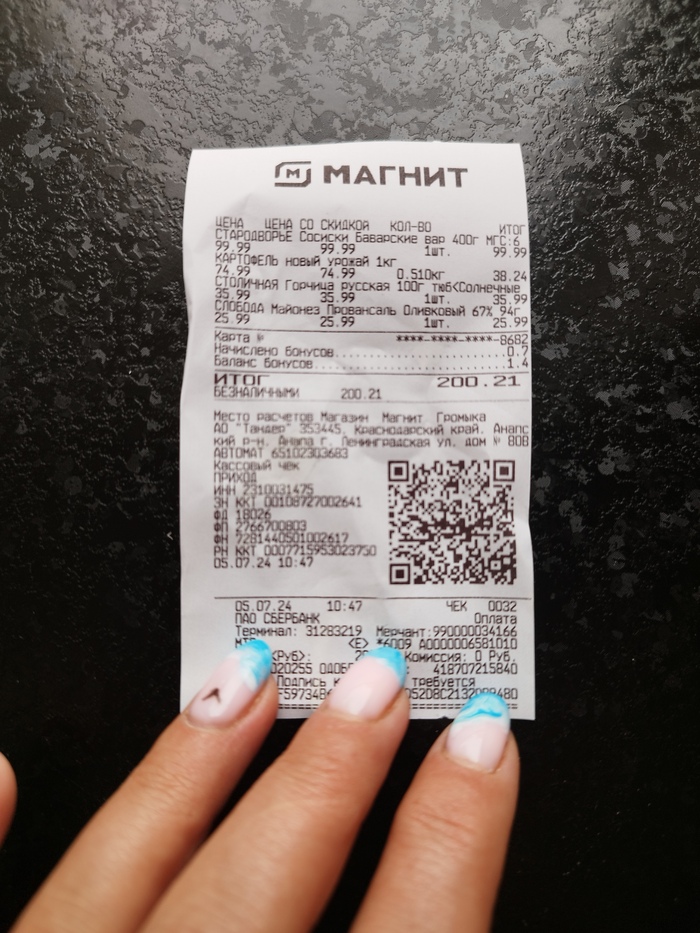 МАГНИТ
ЦЕНА ЦЕНА СО СКИДКОЙ КОЛ-ВО ИТОГ
СТАРОДВОРЬЕ Сосиски Баварские вар 400г МГС:6
99.99 99.99 1шт. 99.99
КАРТОФЕЛЬ новый урожай 1кг
74.99 74.99 0.510кг 38.24
СТОЛИЧНАЯ Горчица русская 100г тюб<Солнечные
35.99 35.99 1шт. 35.99
СЛОБОДА Майонез Провансаль Оливковый 67% 94г
25.99 25.99 1шт. 25.99
Карта № ****-****-****-8682
Начислено бонусов 0.7
Баланс бонусов 1.4
ИТОГ 200.21
БЕЗНАЛИЧНЫМИ 200.21
Место расчетов Магазин Магнит Громыка
АО "Тандер" 353445, Краснодарский край, Анапс
кий р-н, Анапа г, Ленинградская ул, дом № 80В
АВТОМАТ 65102303683
Кассовый чек
ПРИХОД
ИНН 2310031475
ЗН ККТ 00108727002641
ФД 18026
ФП 2766700803
ФН 7281440501002617
РН ККТ 0007715953023750
05.07.24 10:47
05.07.24 10:47 ЧЕК 0032
ПАО СБЕРБАНК Оплата
Терминал: 31283219 Мерчант:990000034166
<E> *6009 A0000006581010
<Руб>: Комиссия: 0 Руб.
418707215840
Подпись требуется